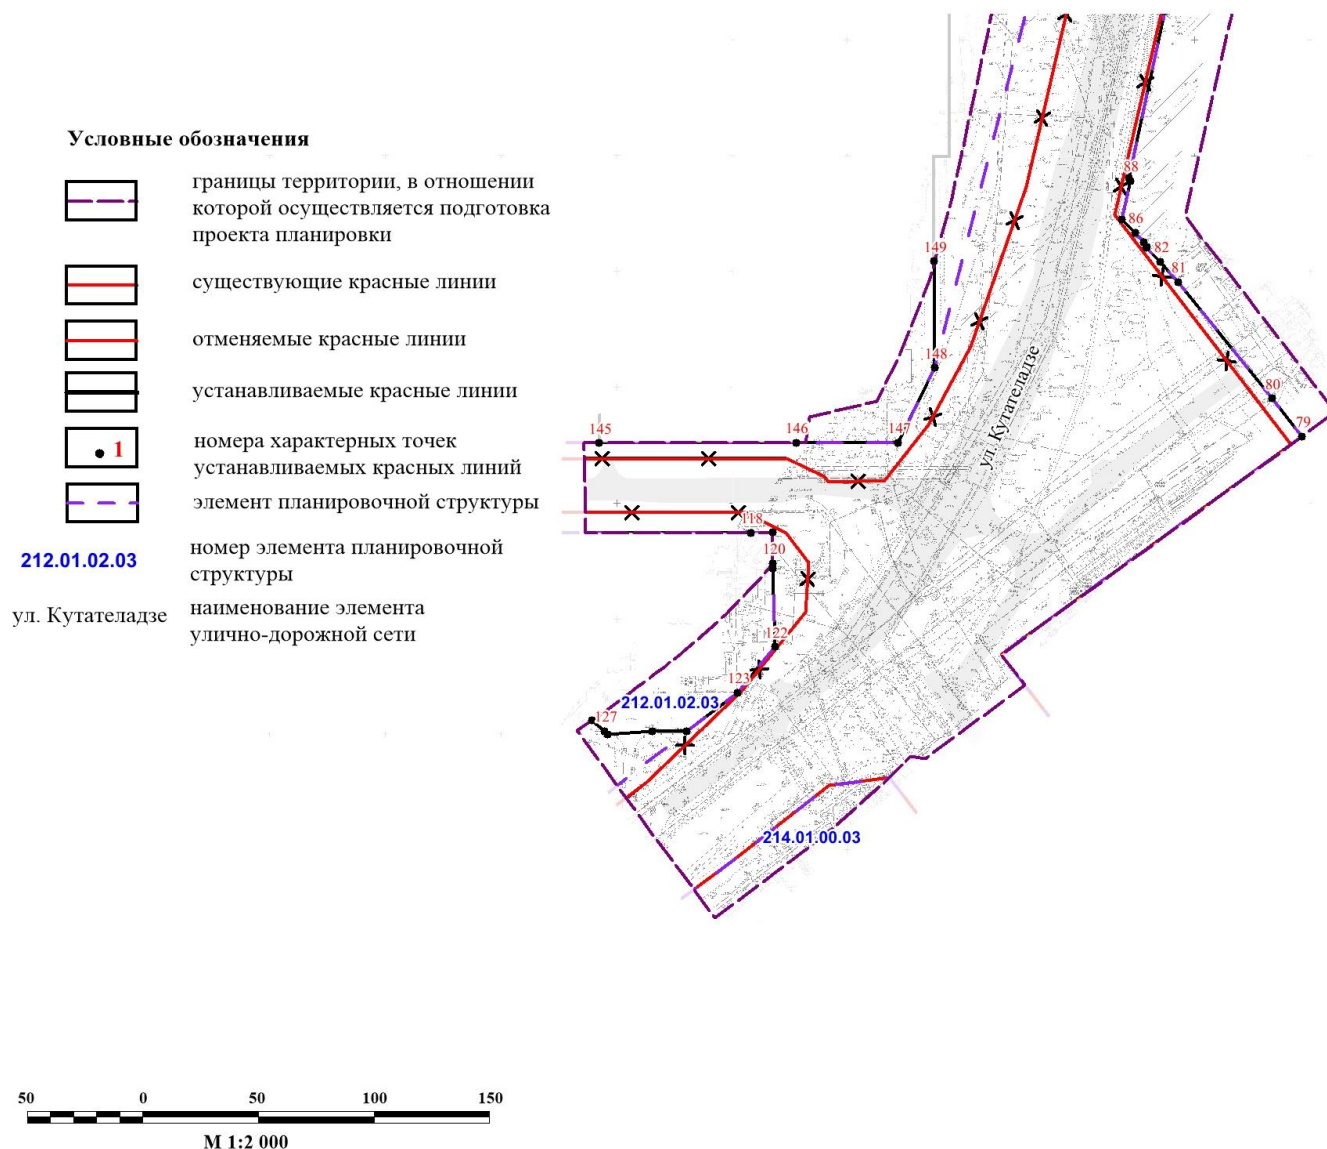 Условные обозначения
границы территории, в отношении
которой осуществляется подготовка
проекта планировки
существующие красные линии
отменяемые красные линии
устанавливаемые красные линии
1
номера характерных точек
устанавливаемых красных линий
элемент планировочной структуры
212.01.02.03
номер элемента планировочной
структуры
ул. Кутателадзе
наименование элемента
улично-дорожной сети
88
86
82
81
80
79
149
148
147
146
145
118
120
122
123
127
ул. Кутателадзе
212.01.02.03
214.01.00.03
50 0 50 100 150
М 1:2 000